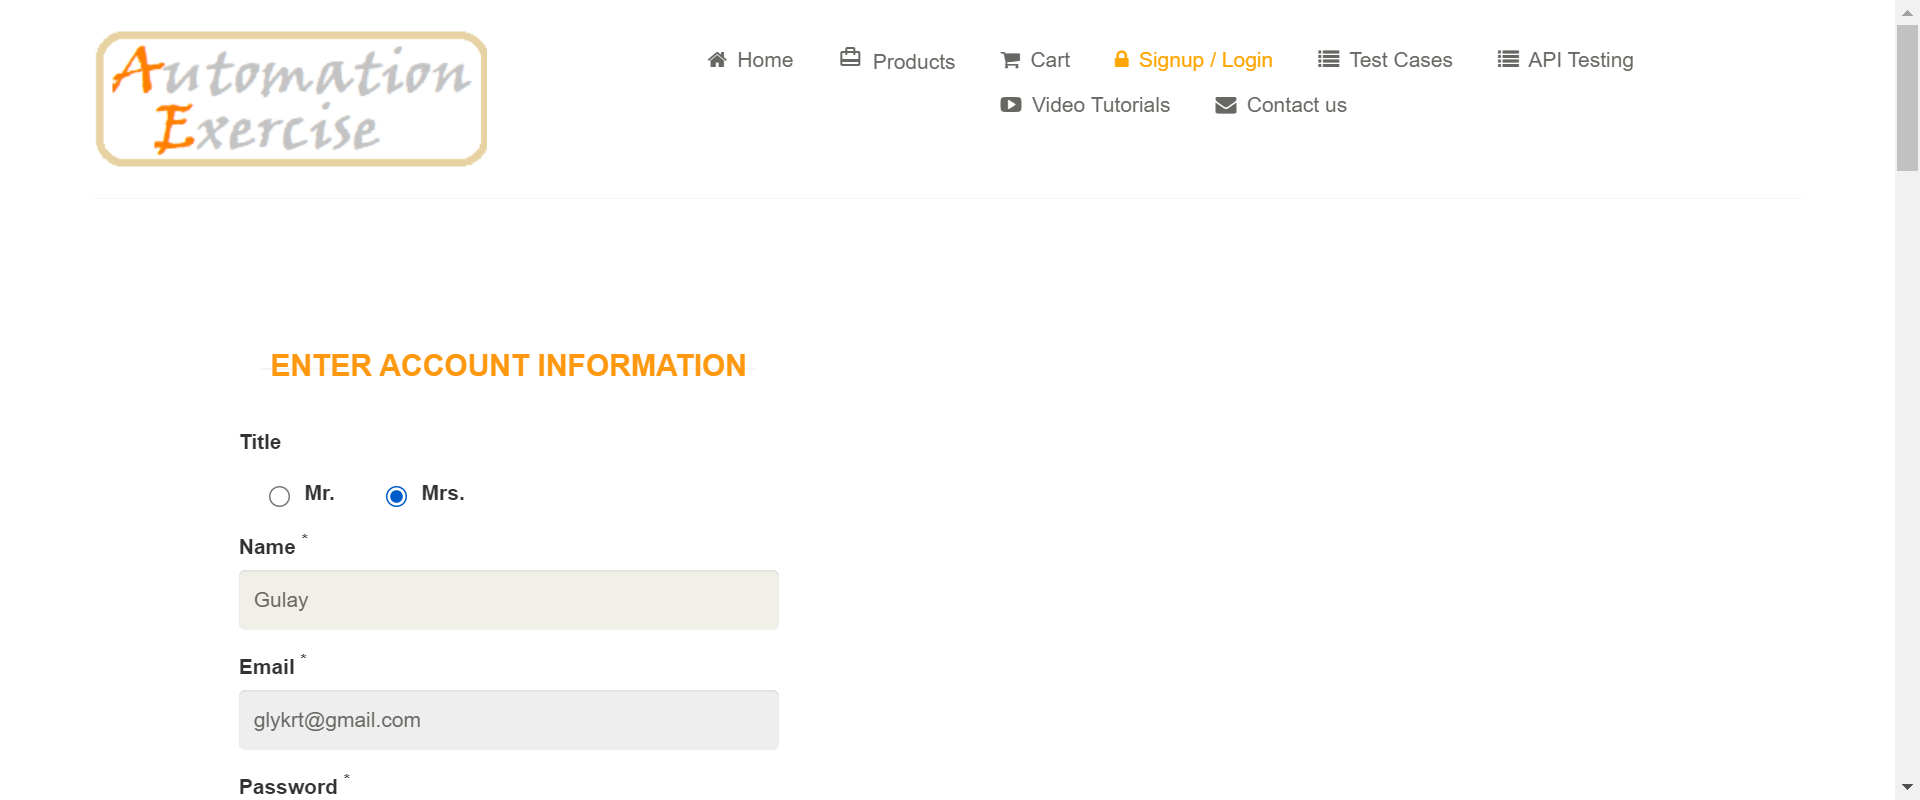 Automation
Exercise
Home
Products
Cart
Signup / Login
Test Cases
API Testing
Video Tutorials
Contact us
ENTER ACCOUNT INFORMATION
Title
Mr.
Mrs.
Name *
Gulay
Email *
glykrt@gmail.com
Password *